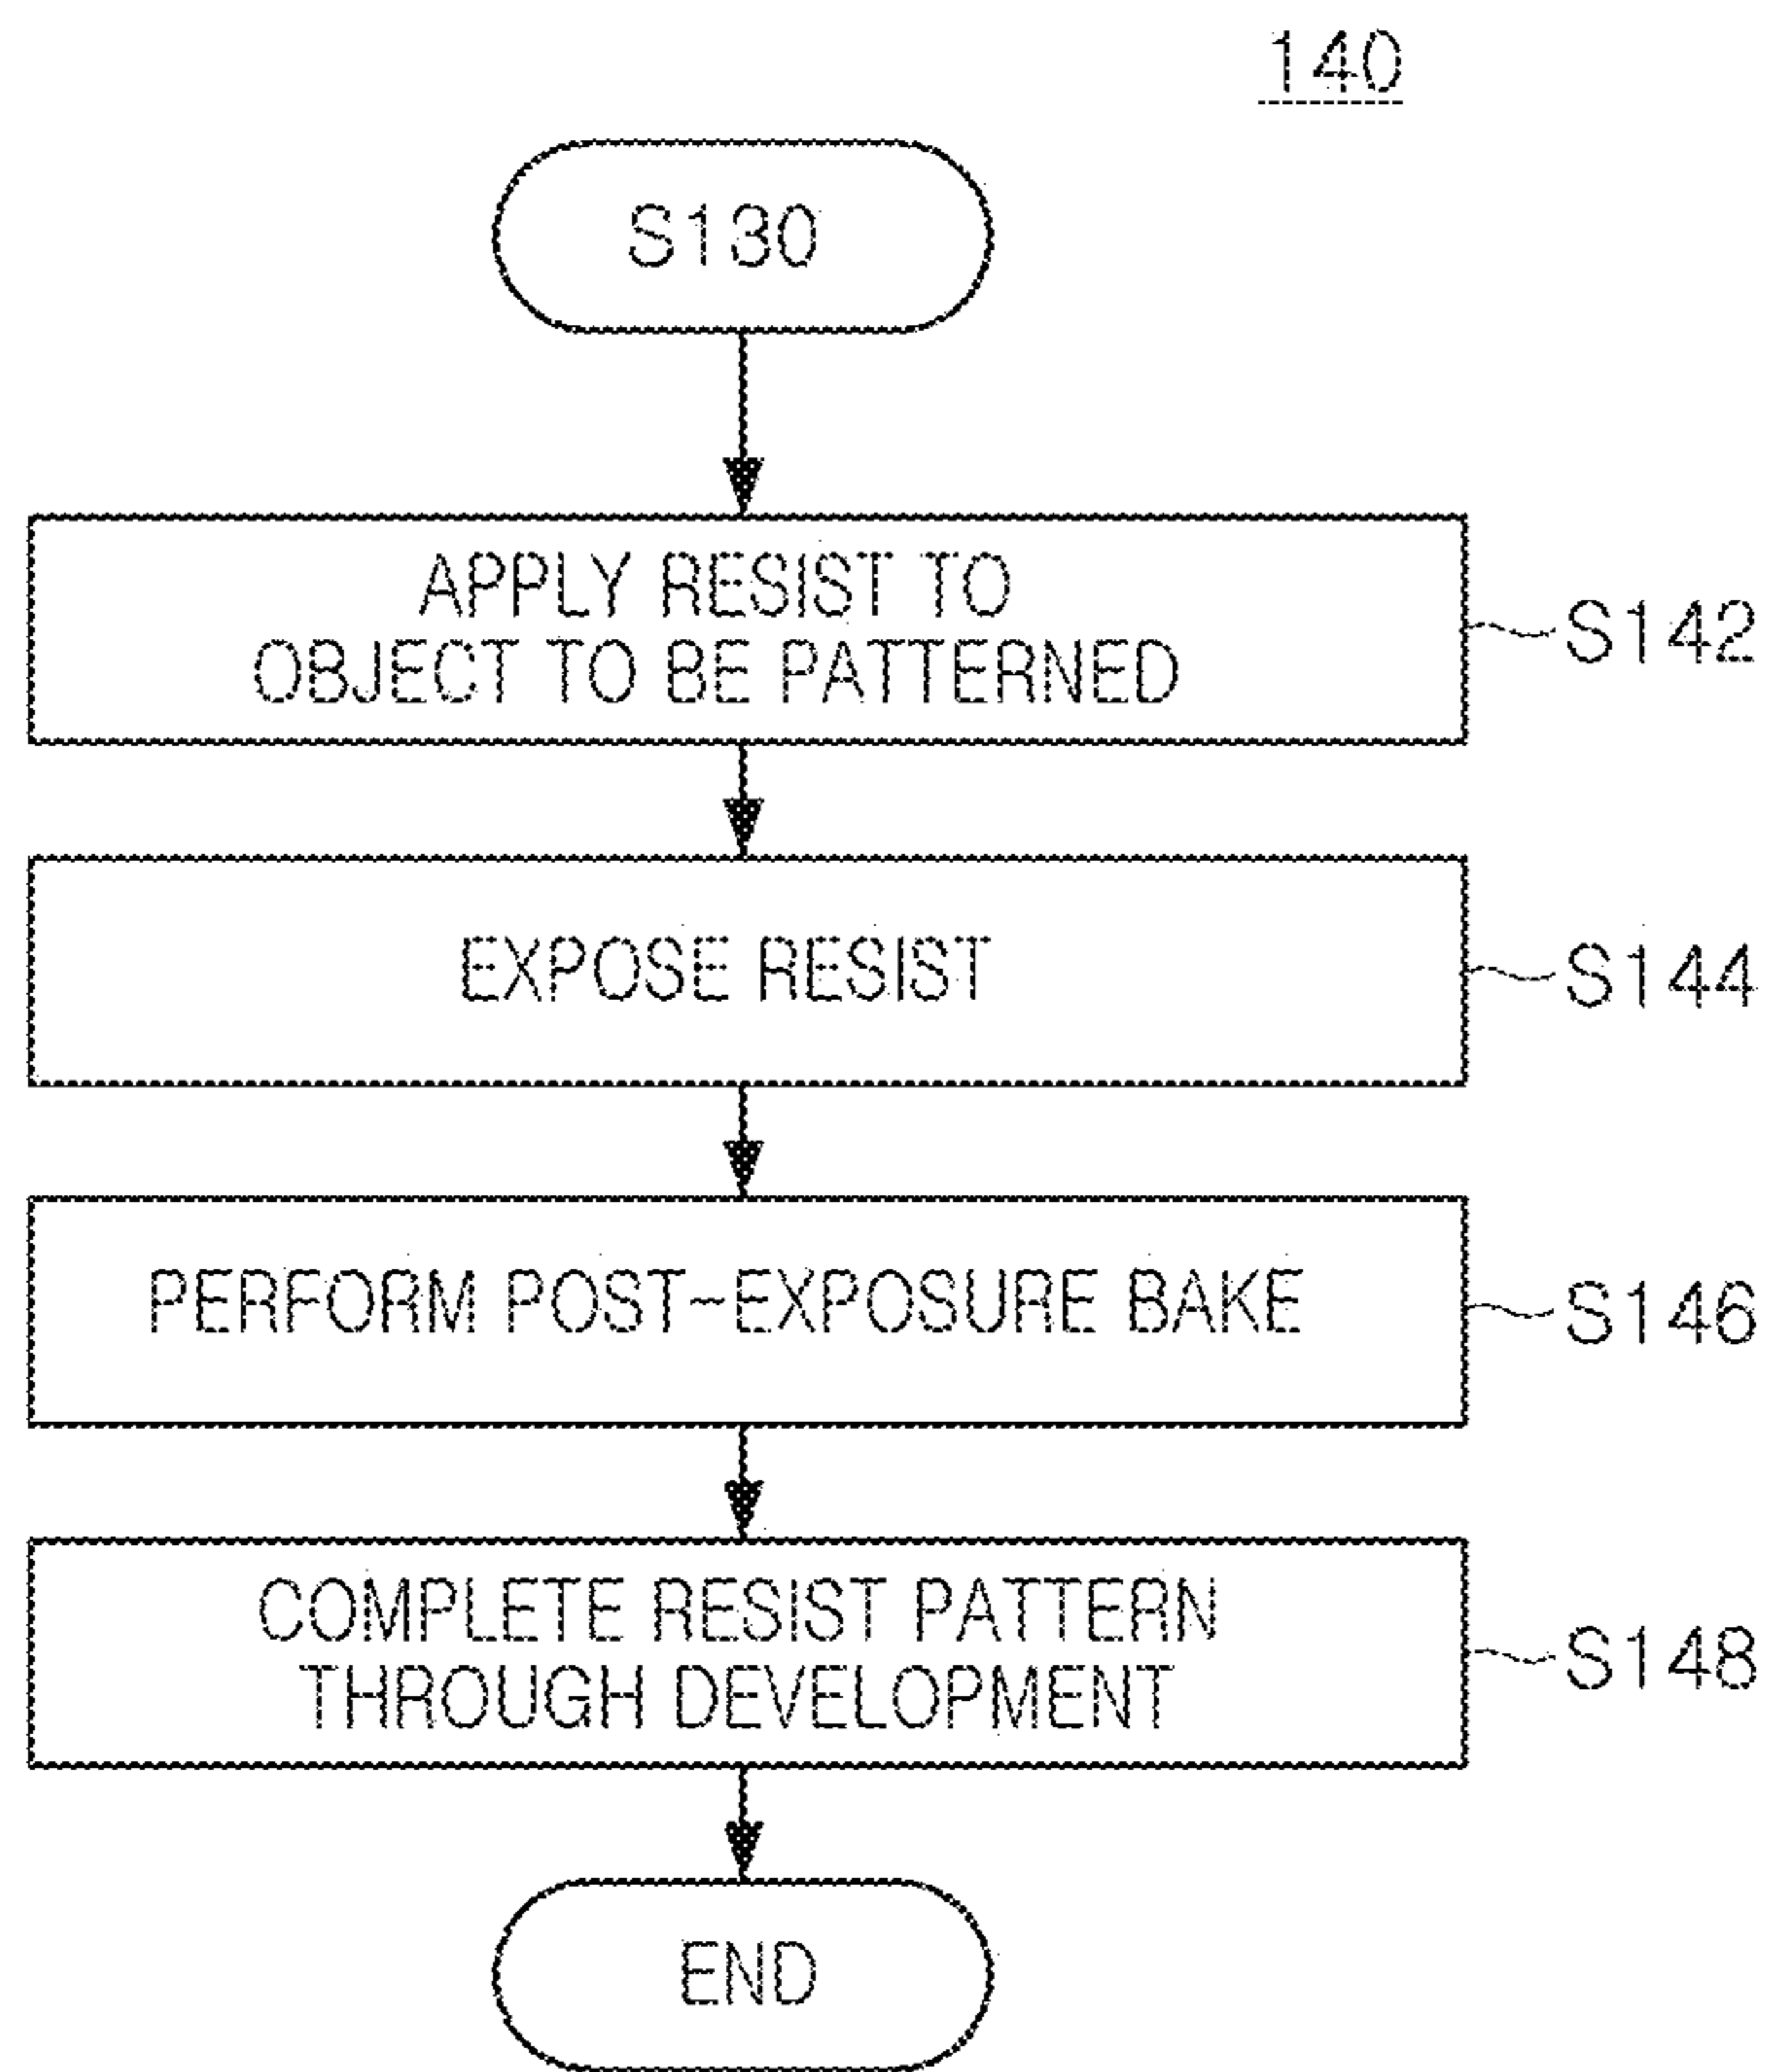 140
S130
APPLY RESIST TO
OBJECT TO BE PATTERNED
S142
EXPOSE RESIST
S144
PERFORM POST-EXPOSURE BAKE
S146
COMPLETE RESIST PATTERN
THROUGH DEVELOPMENT
S148
END